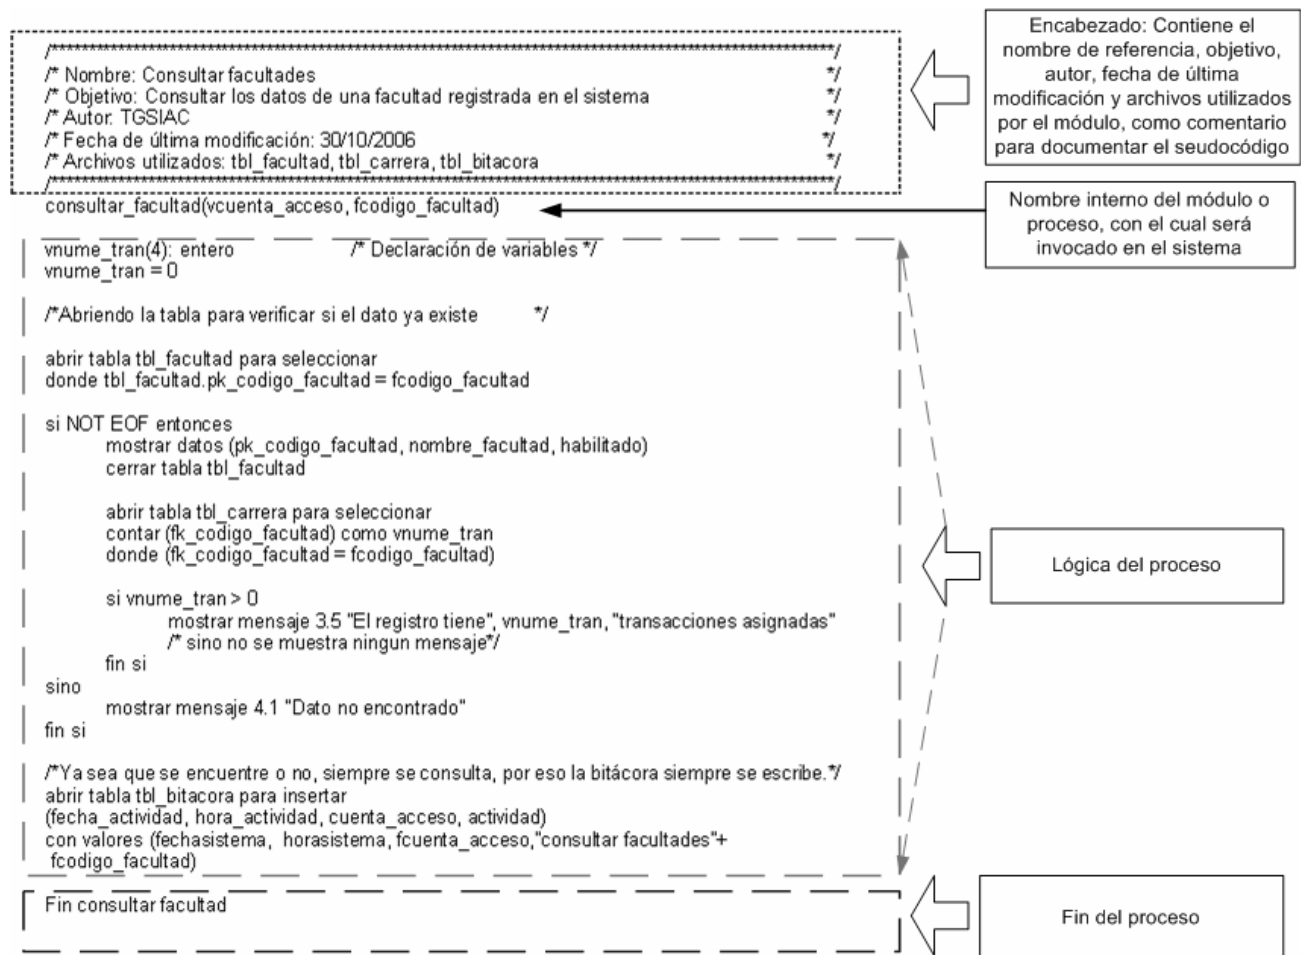 /******************************************************************************/
/* Nombre: Consultar facultades */
/* Objetivo: Consultar los datos de una facultad registrada en el sistema */
/* Autor: TGSIAC */
/* Fecha de última modificación: 30/10/2006 */
/* Archivos utilizados: tbl_facultad, tbl_carrera, tbl_bitacora */
/******************************************************************************/
Encabezado: Contiene el
nombre de referencia, objetivo,
autor, fecha de última
modificación y archivos utilizados
por el módulo, como comentario
para documentar el seudocódigo
consultar_facultad(vcuenta_acceso, fcodigo_facultad)
Nombre interno del módulo o
proceso, con el cual será
invocado en el sistema
vnume_tran(4): entero /* Declaración de variables */
vnume_tran = 0
/*Abriendo la tabla para verificar si el dato ya existe */
abrir tabla tbl_facultad para seleccionar
donde tbl_facultad.pk_codigo_facultad = fcodigo_facultad
si NOT EOF entonces
mostrar datos (pk_codigo_facultad, nombre_facultad, habilitado)
cerrar tabla tbl_facultad
abrir tabla tbl_carrera para seleccionar
contar (fk_codigo_facultad) como vnume_tran
donde (fk_codigo_facultad = fcodigo_facultad)
si vnume_tran > 0
mostrar mensaje 3.5 "El registro tiene", vnume_tran, "transacciones asignadas"
/* sino no se muestra ningun mensaje*/
fin si
sino
mostrar mensaje 4.1 "Dato no encontrado"
fin si
/*Ya sea que se encuentre o no, siempre se consulta, por eso la bitácora siempre se escribe.*/
abrir tabla tbl_bitacora para insertar
(fecha_actividad, hora_actividad, cuenta_acceso, actividad)
con valores (fechasistema, horasistema, fcuenta_acceso,"consultar facultades"+
fcodigo_facultad)
Lógica del proceso
Fin consultar facultad
Fin del proceso